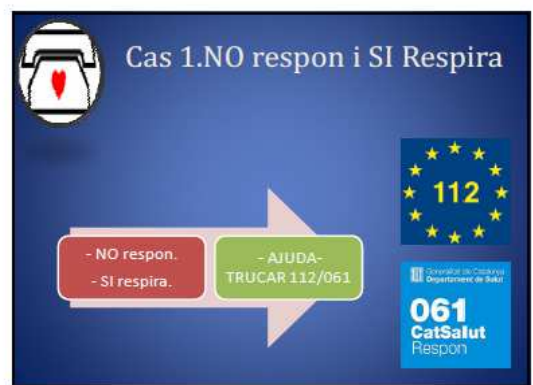 Cas 1.NO respon i SI Respira
112
- NO respon.
- SI respira.
- AJUDA-
TRUCAR 112/061
Generalitat de Catalunya
Departament de Salut
061
CatSalut
Respon